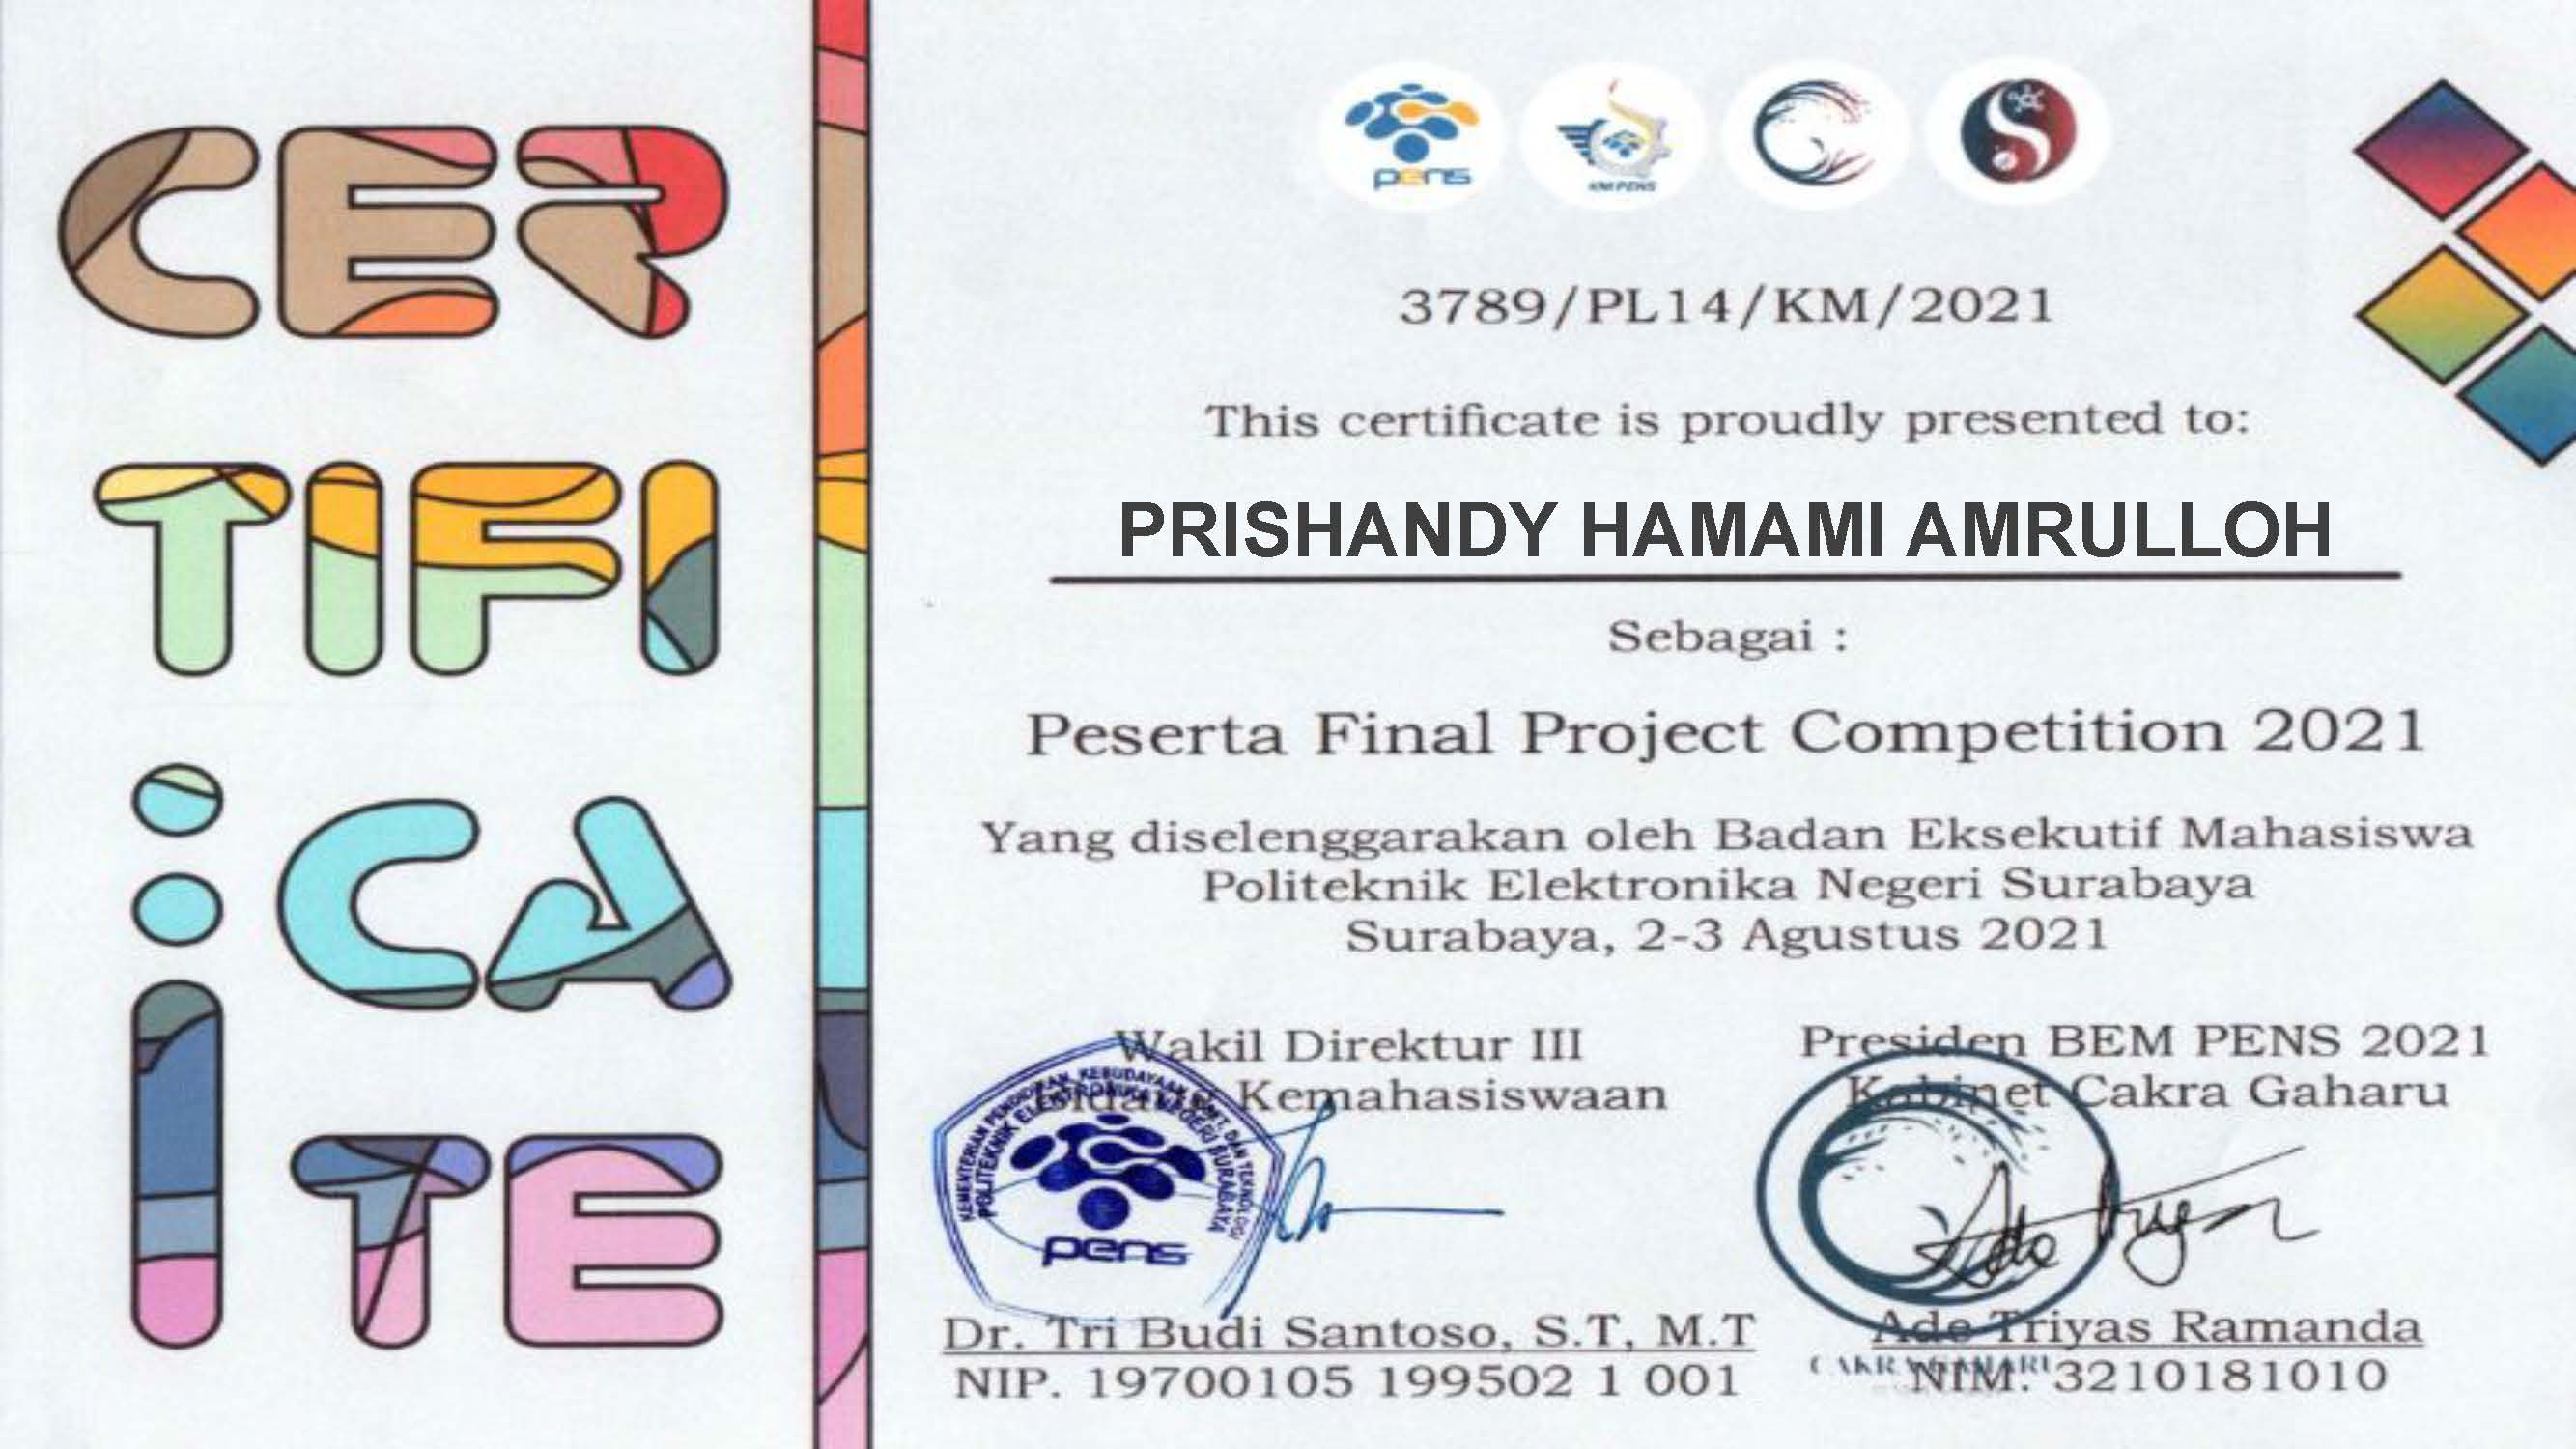 CER
TIFI
CA
TE
pens
KM PENS
3789/PL14/KM/2021
This certificate is proudly presented to:
PRISHANDY HAMAMI AMRULLOH
Sebagai :
Peserta Final Project Competition 2021
Yang diselenggarakan oleh Badan Eksekutif Mahasiswa
Politeknik Elektronika Negeri Surabaya
Surabaya, 2-3 Agustus 2021
Wakil Direktur III
Kemahasiswaan
KEMENTERIAN PENDIDIKAN, KEBUDAYAAN, RISET, DAN TEKNOLOGI
POLITEKNIK ELEKTRONIKA NEGERI SURABAYA
pens
Dr. Tri Budi Santoso, S.T, M.T
NIP. 19700105 199502 1 001
Presiden BEM PENS 2021
Kabinet Cakra Gaharu
Ade Triyas Ramanda
CAKRA GAHARU
NIM. 3210181010